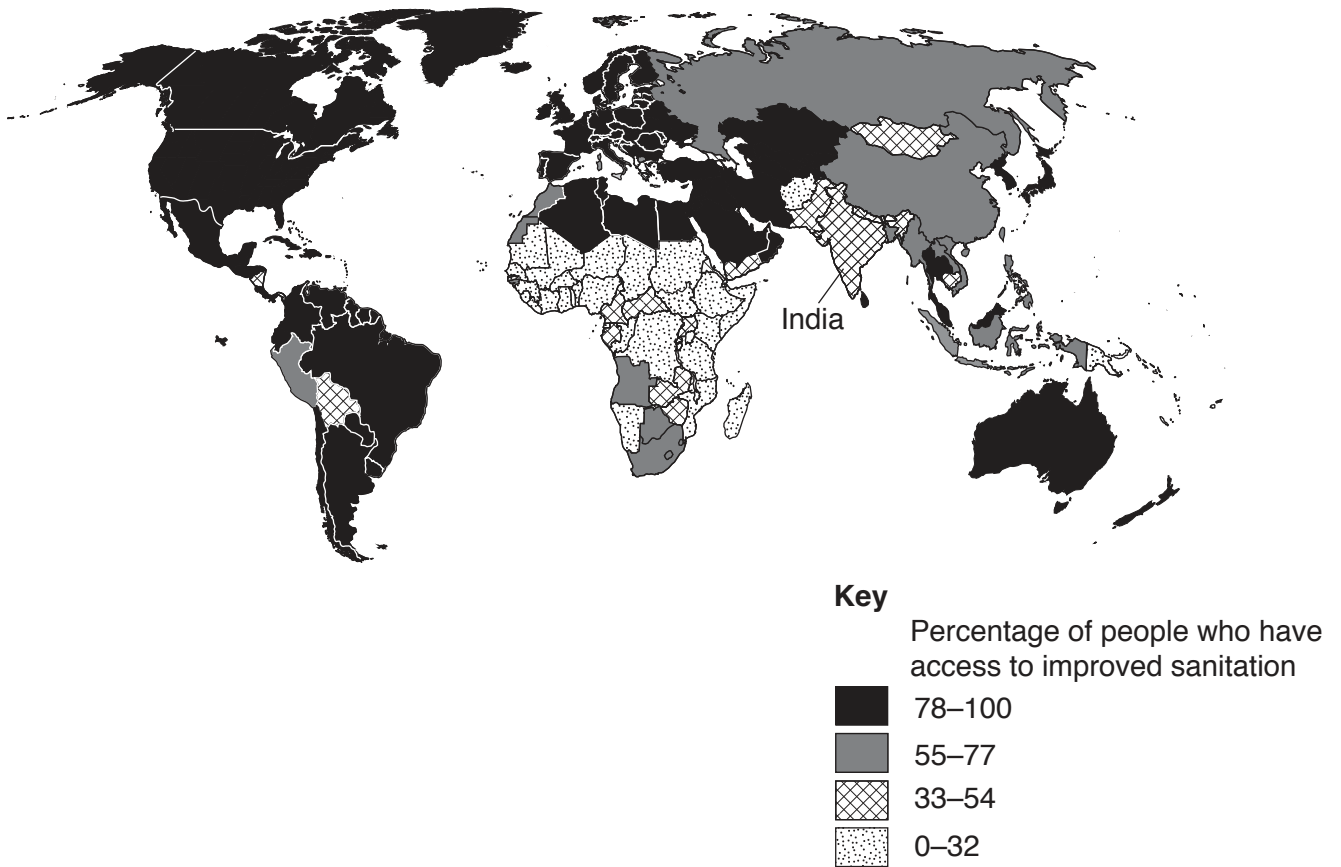 India
Key
Percentage of people who have
access to improved sanitation
78–100
55–77
33–54
0–32